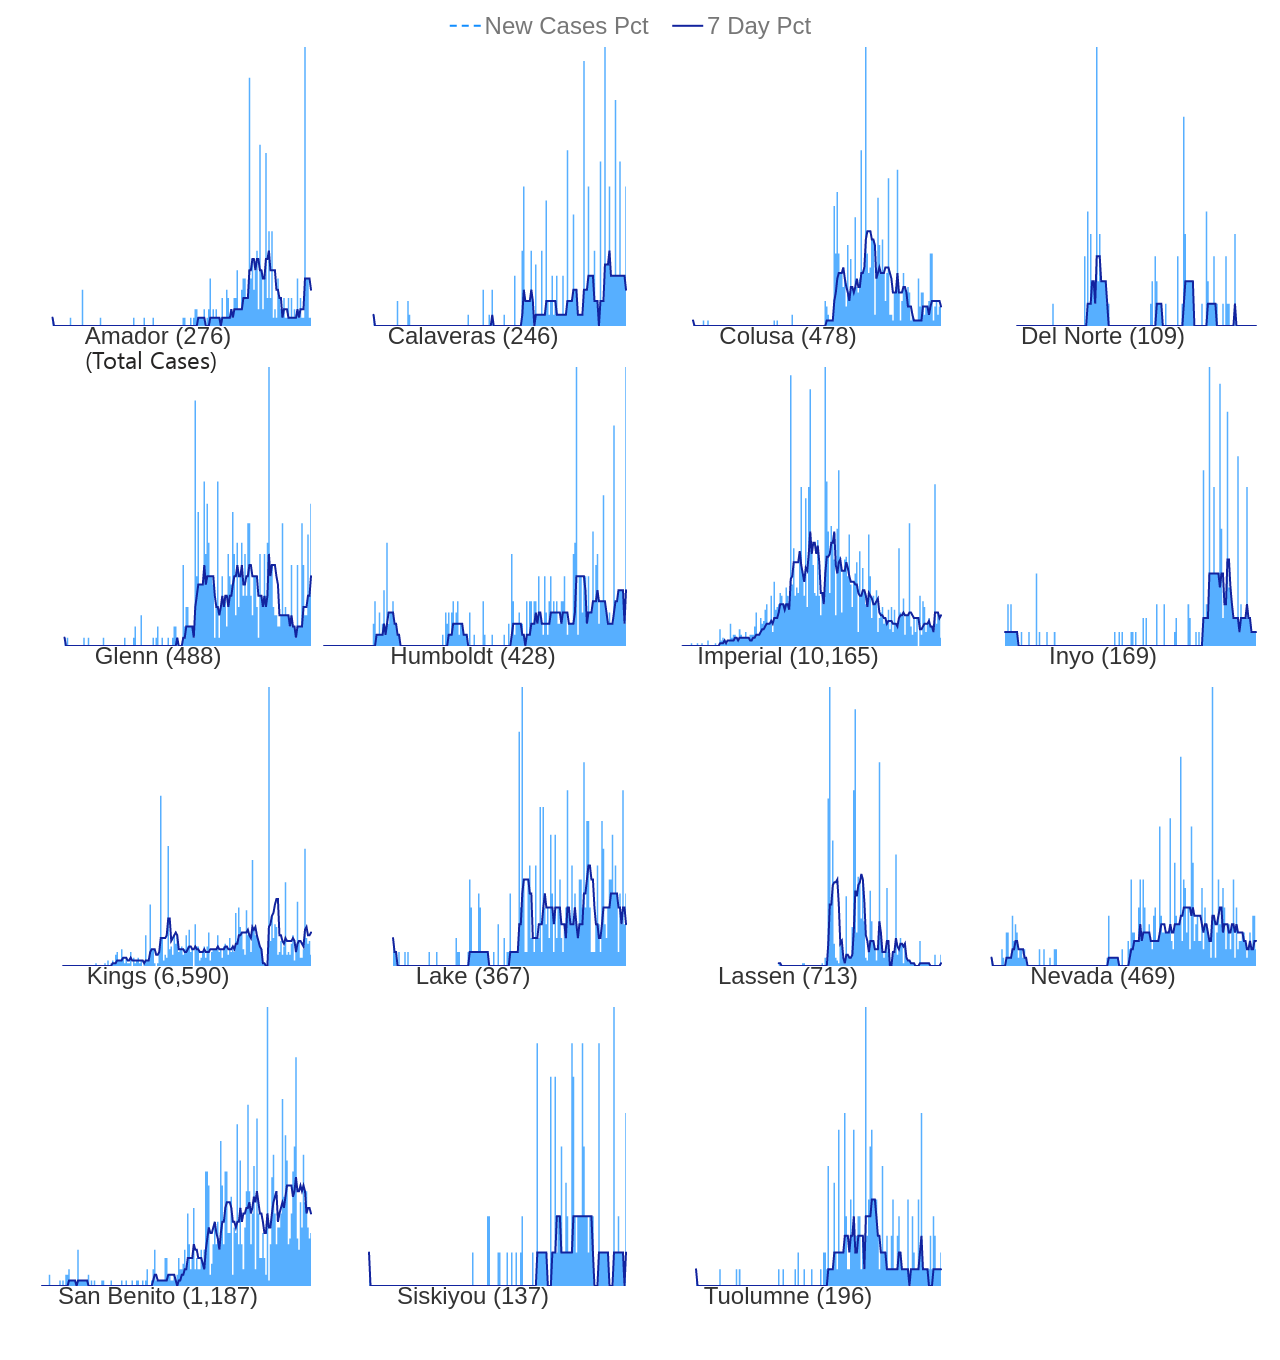 New Cases Pct 7 Day Pct
Amador (276) Calaveras (246) Colusa (478) Del Norte (109)
(Total Cases)
Glenn (488) Humboldt (428) Imperial (10,165) Inyo (169)
Kings (6,590) Lake (367) Lassen (713) Nevada (469)
San Benito (1,187) Siskiyou (137) Tuolumne (196)